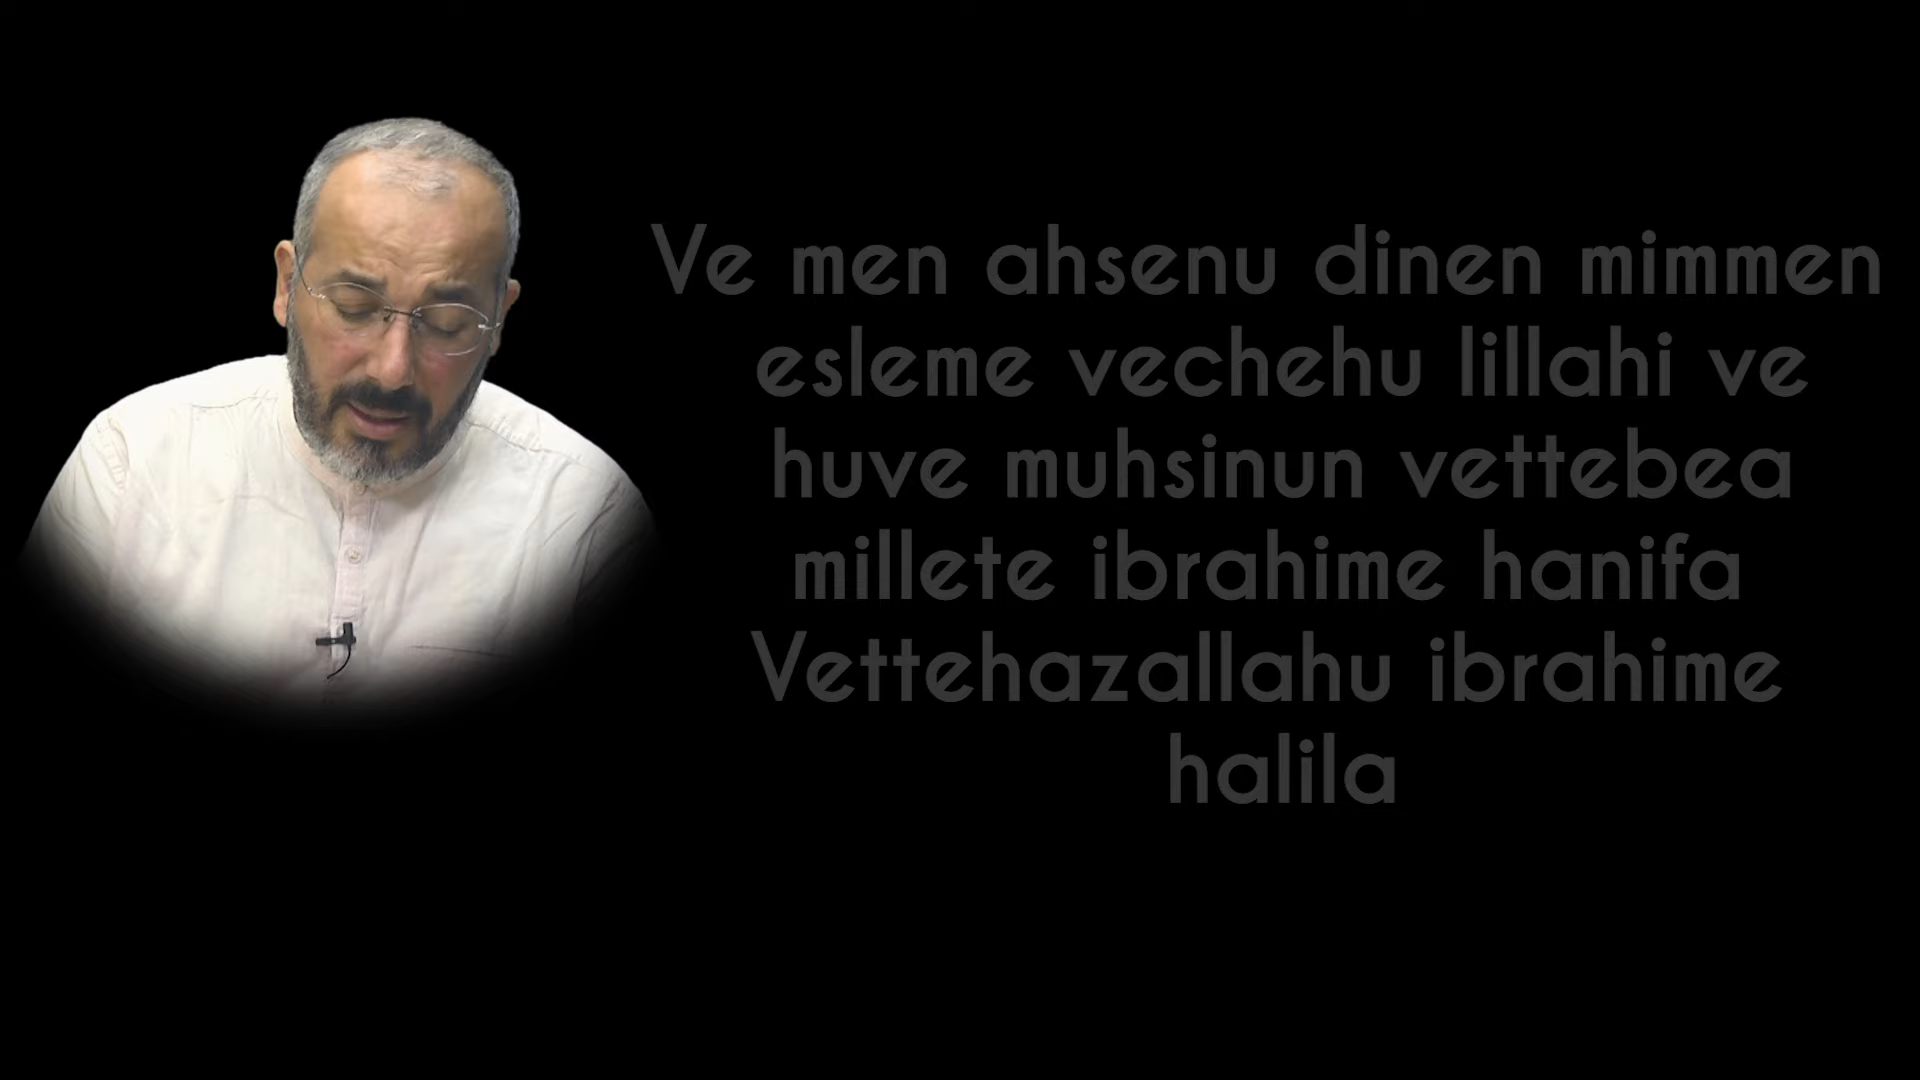 Ve men ahsenu dinen mimmen
esleme vechehu lillahi ve
huve muhsinun vettebea
millete ibrahime hanifa
Vettehazallahu ibrahime
halila